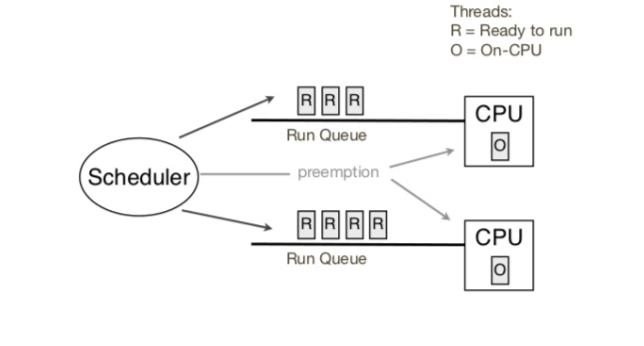 Threads:
R = Ready to run
O = On-CPU
R R R
CPU
Run Queue
O
Scheduler
preemption
R R R R
CPU
Run Queue
O